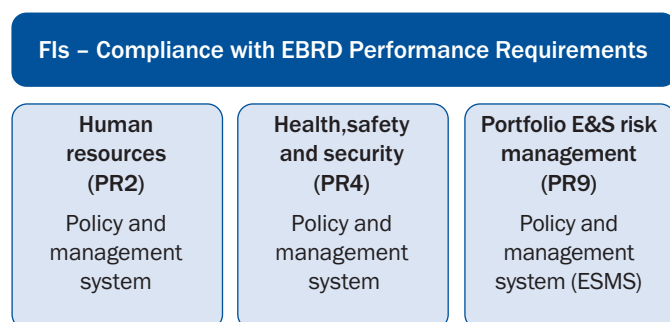 FIs – Compliance with EBRD Performance Requirements
Human
resources
(PR2)
Policy and
management
system
Health,safety
and security
(PR4)
Policy and
management
system
Portfolio E&S risk
management
(PR9)
Policy and
management
system (ESMS)